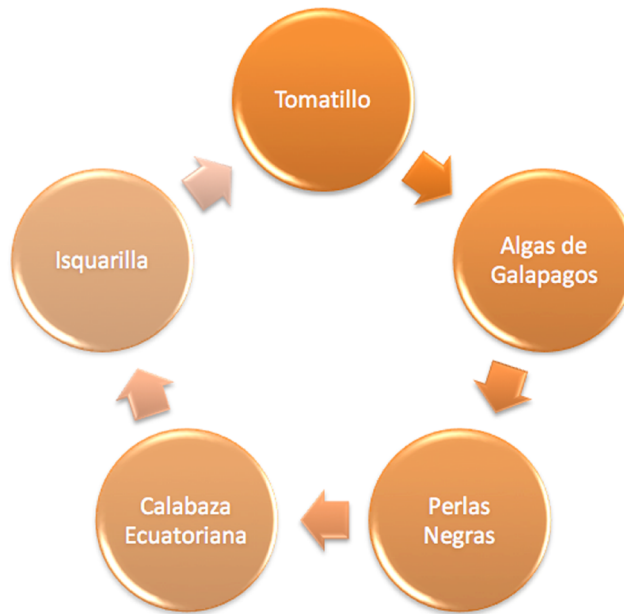 Tomatillo
Algas de
Galapagos
Perlas
Negras
Calabaza
Ecuatoriana
Isquarilla